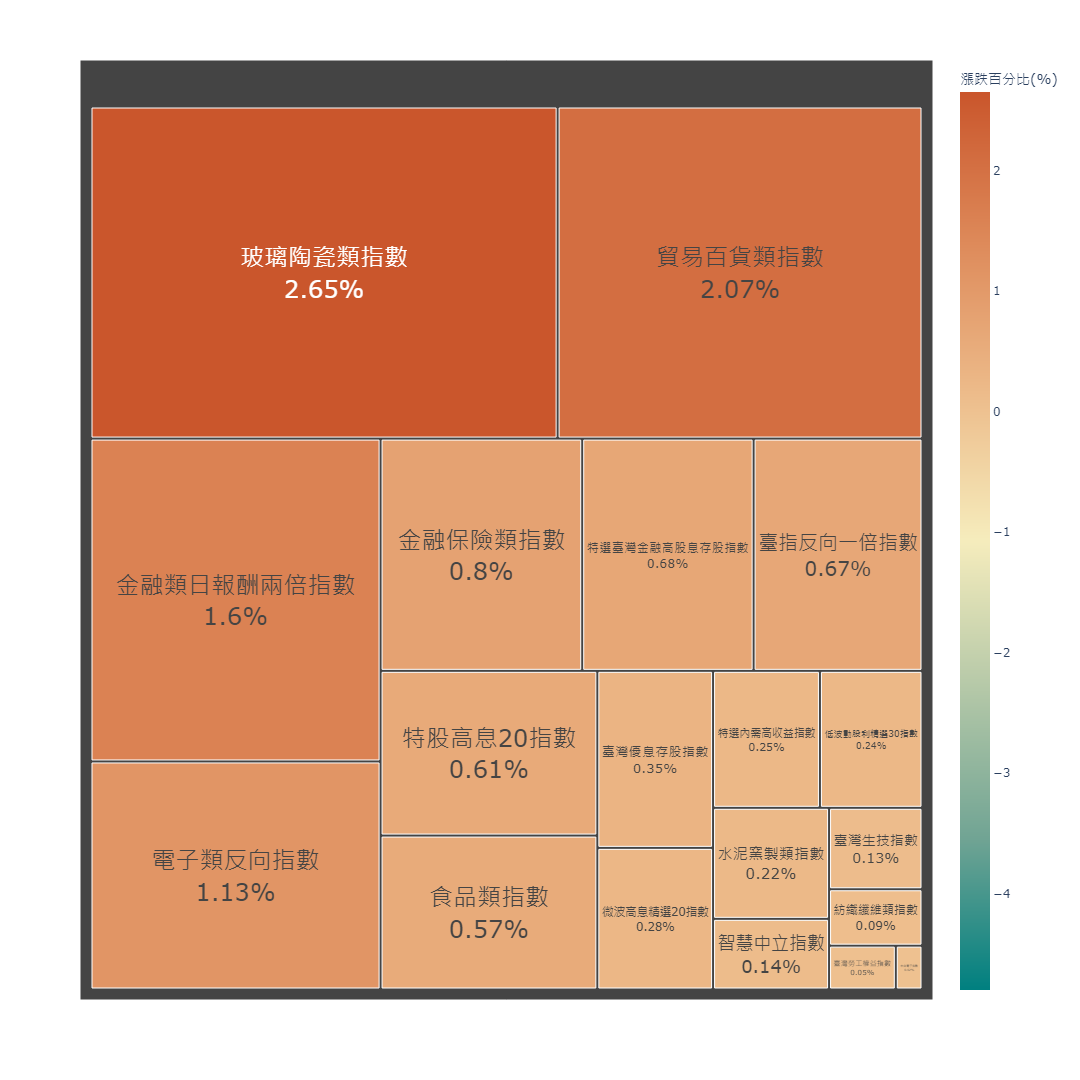 漲跌百分比(%)
玻璃陶瓷類指數
2.65%
貿易百貨類指數
2.07%
金融類日報酬兩倍指數
1.6%
金融保險類指數
0.8%
特選臺灣金融高股息存股指數
0.68%
臺指反向一倍指數
0.67%
電子類反向指數
1.13%
特股高息20指數
0.61%
食品類指數
0.57%
臺灣優息存股指數
0.35%
微波高息精選20指數
0.28%
特選內需高收益指數
0.25%
低波動股利精選30指數
0.24%
水泥窯製類指數
0.22%
智慧中立指數
0.14%
臺灣生技指數
0.13%
紡織纖維類指數
0.09%
臺灣勞工權益指數
0.05%
2
1
0
−1
−2
−3
−4